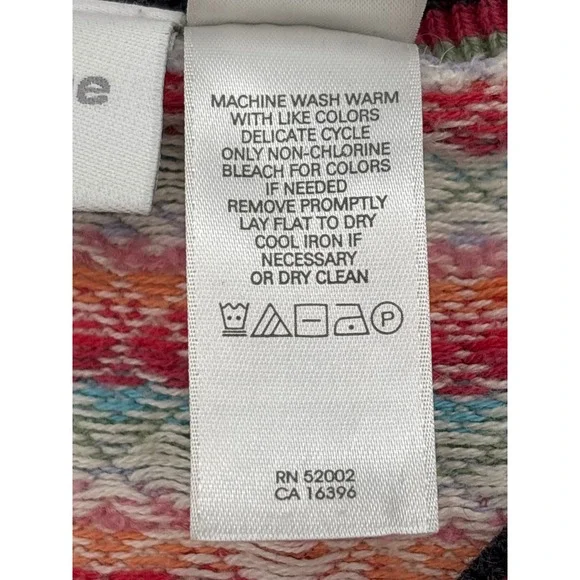 e
MACHINE WASH WARM
WITH LIKE COLORS
DELICATE CYCLE
ONLY NON-CHLORINE
BLEACH FOR COLORS
IF NEEDED
REMOVE PROMPTLY
LAY FLAT TO DRY
COOL IRON IF
NECESSARY
OR DRY CLEAN
P
RN 52002
CA 16396